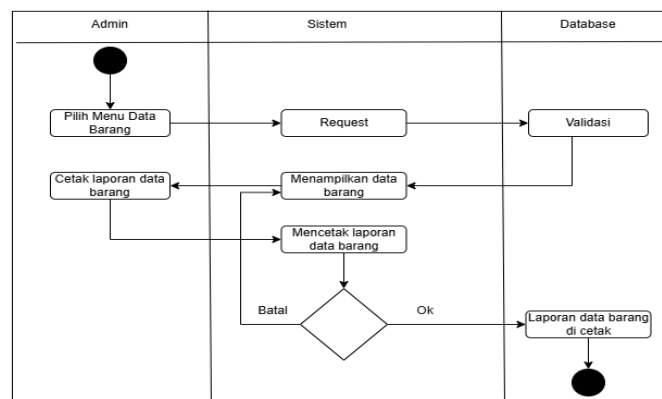 Admin
Sistem
Database
Pilih Menu Data
Barang
Request
Validasi
Cetak laporan data
barang
Menampilkan data
barang
Mencetak laporan
data barang
Batal
Ok
Laporan data barang
di cetak